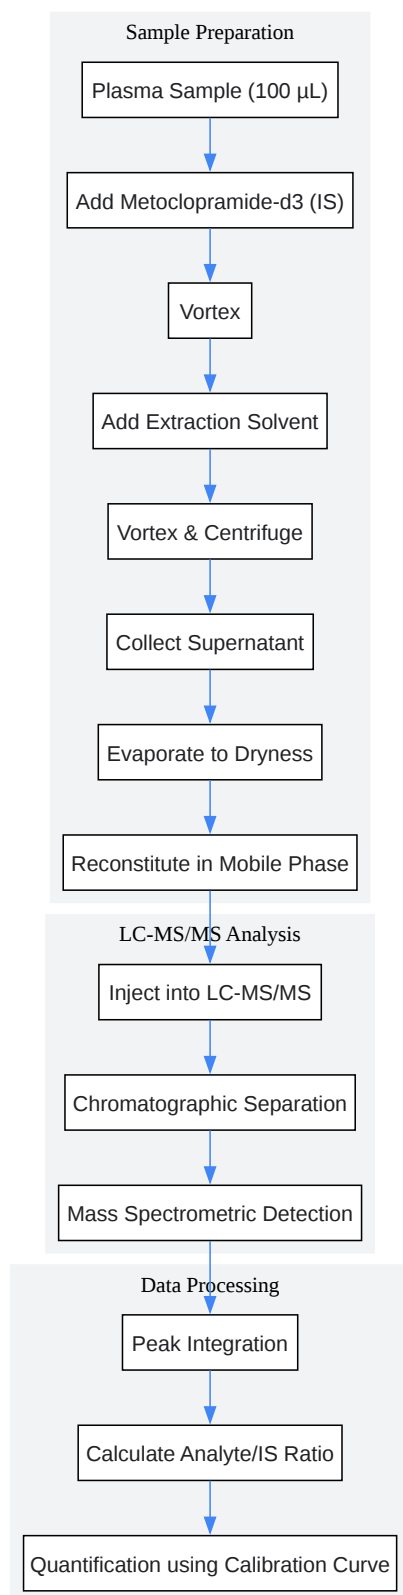 Sample Preparation
Plasma Sample (100 µL)
Add Metoclopramide-d3 (IS)
Vortex
Add Extraction Solvent
Vortex & Centrifuge
Collect Supernatant
Evaporate to Dryness
Reconstitute in Mobile Phase
LC-MS/MS Analysis
Inject into LC-MS/MS
Chromatographic Separation
Mass Spectrometric Detection
Data Processing
Peak Integration
Calculate Analyte/IS Ratio
Quantification using Calibration Curve